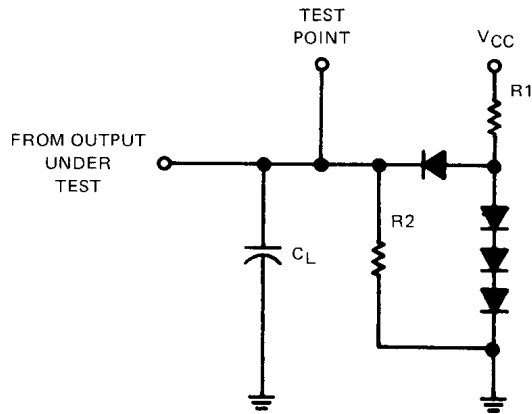 TEST
POINT
VCC
R1
FROM OUTPUT
UNDER
TEST
R2
CL